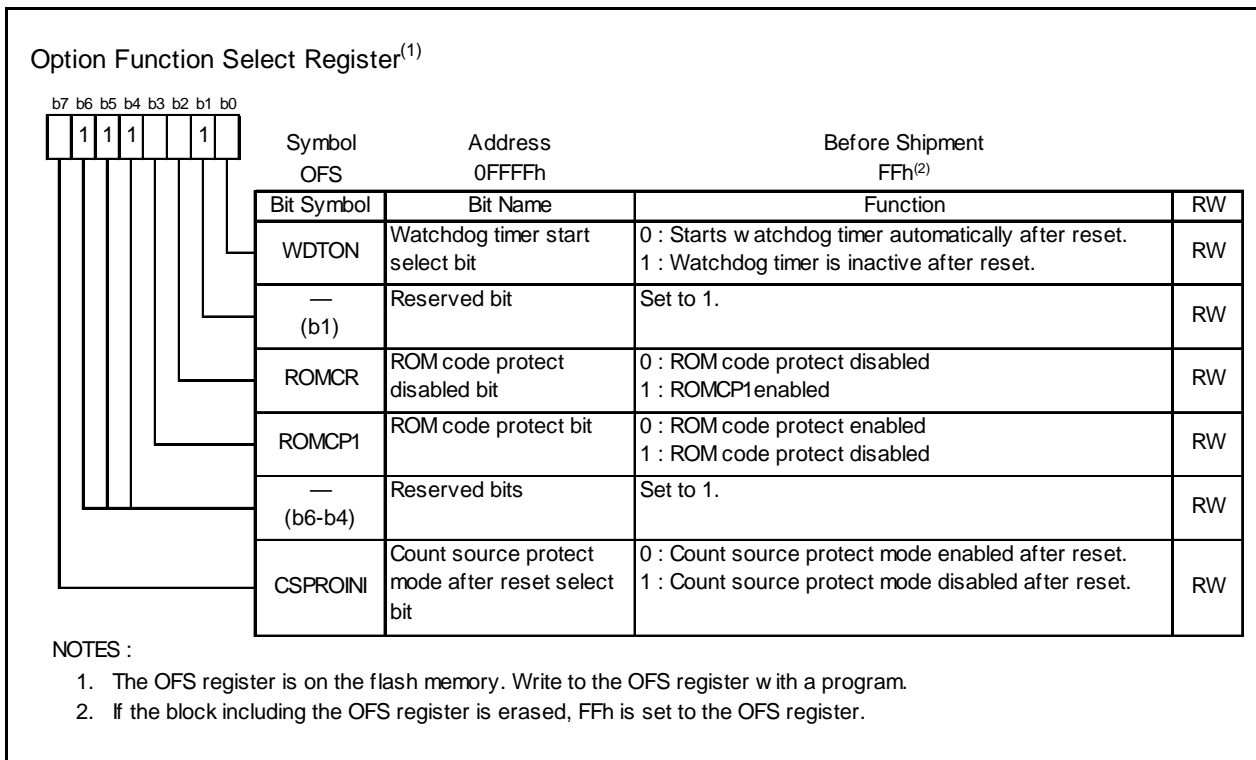 Option Function Select Register(1)
b7 b6 b5 b4 b3 b2 b1 b0
1 1 1 1
Symbol Address Before Shipment
OFS 0FFFFh FFh(2)
Bit Symbol Bit Name Function RW
WDTON Watchdog timer start select bit 0 : Starts watchdog timer automatically after reset. RW
1 : Watchdog timer is inactive after reset.
— (b1) Reserved bit Set to 1. RW
ROMCR ROM code protect disabled bit 0 : ROM code protect disabled RW
1 : ROMCP1enabled
ROMCP1 ROM code protect bit 0 : ROM code protect enabled RW
1 : ROM code protect disabled
— (b6-b4) Reserved bits Set to 1. RW
CSPROINI Count source protect mode after reset select bit 0 : Count source protect mode enabled after reset. RW
1 : Count source protect mode disabled after reset.
NOTES :
1. The OFS register is on the flash memory. Write to the OFS register with a program.
2. If the block including the OFS register is erased, FFh is set to the OFS register.